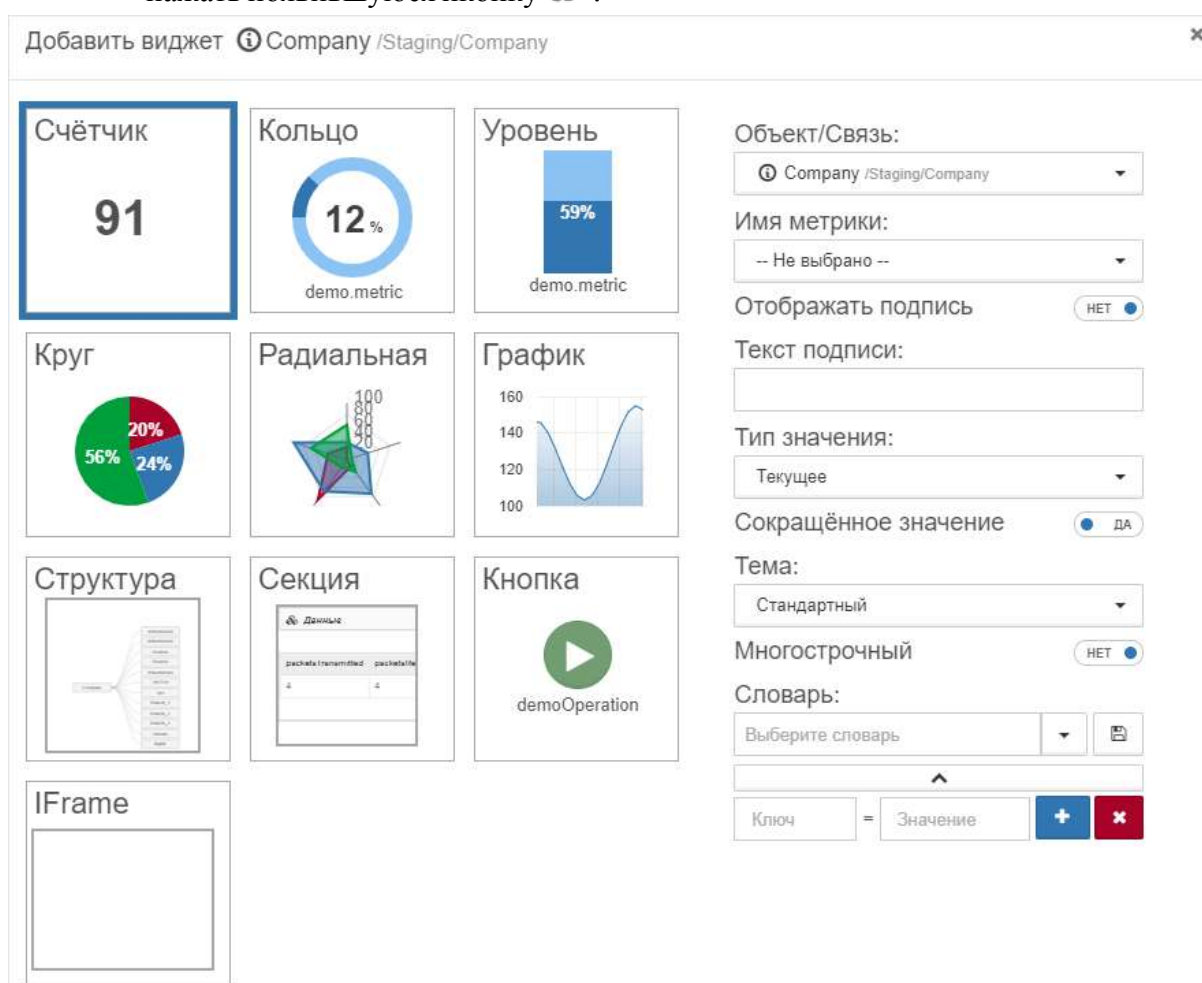 Добавить виджет Company /Staging/Company
Счётчик
91
Кольцо
12 %
demo.metric
Уровень
59%
demo.metric
Круг
20%
56%
24%
Радиальная
100
80
60
40
20
График
160
140
120
100
Структура
Секция
Данные
packets transmitted
4
4
Кнопка
demoOperation
IFrame
Объект/Связь:
Company /Staging/Company
Имя метрики:
-- Не выбрано --
Отображать подпись НЕТ
Текст подписи:
Тип значения:
Текущее
Сокращённое значение ДА
Тема:
Стандартный
Многострочный НЕТ
Словарь:
Выберите словарь
Ключ = Значение